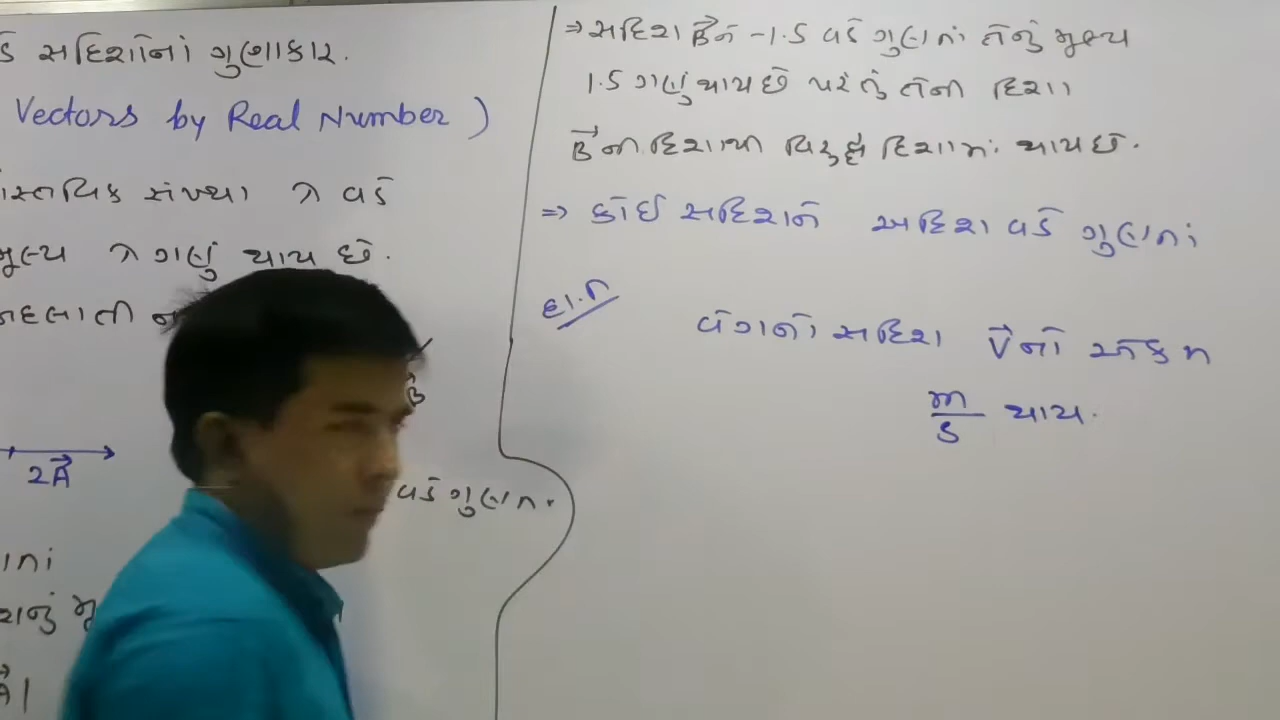 સદિશોનાં ગુણાકાર.
Vectors by Real Number )
સંખ્યા λ વડે
મૂલ્ય λ ગણું થાય છે.
બદલાતી
B
2A⃗
વડે ગુણતા
⇒ સદિશ B⃗ને -1.5 વડે ગુણતાં તેનું મૂલ્ય
1.5 ગણું થાય છે પરંતું તેની દિશા
B⃗ની દિશાથી વિરુદ્ધ દિશામાં થાય છે.
⇒ કોઈ સદિશને અદિશ વડે ગુણતાં
દા.ત
વેગનો સદિશ V⃗નો એકમ
m/s થાય.